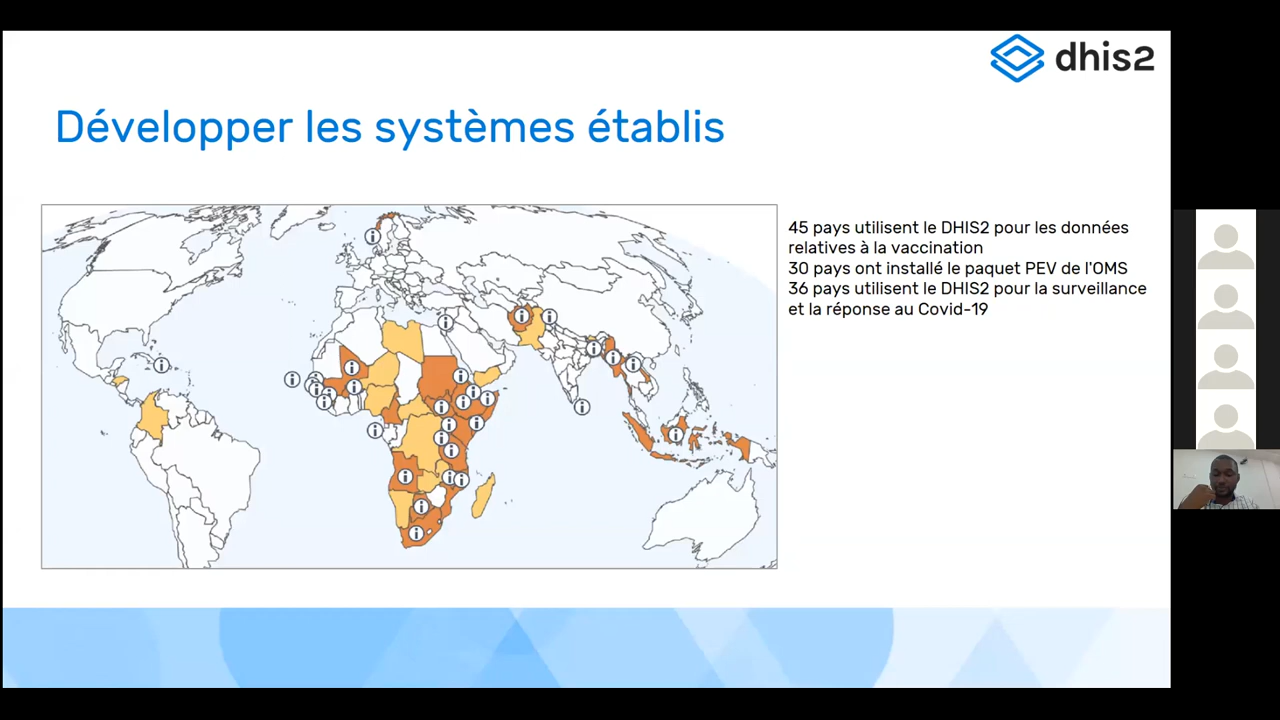 dhis2
Développer les systèmes établis
45 pays utilisent le DHIS2 pour les données
relatives à la vaccination
30 pays ont installé le paquet PEV de l'OMS
36 pays utilisent le DHIS2 pour la surveillance
et la réponse au Covid-19